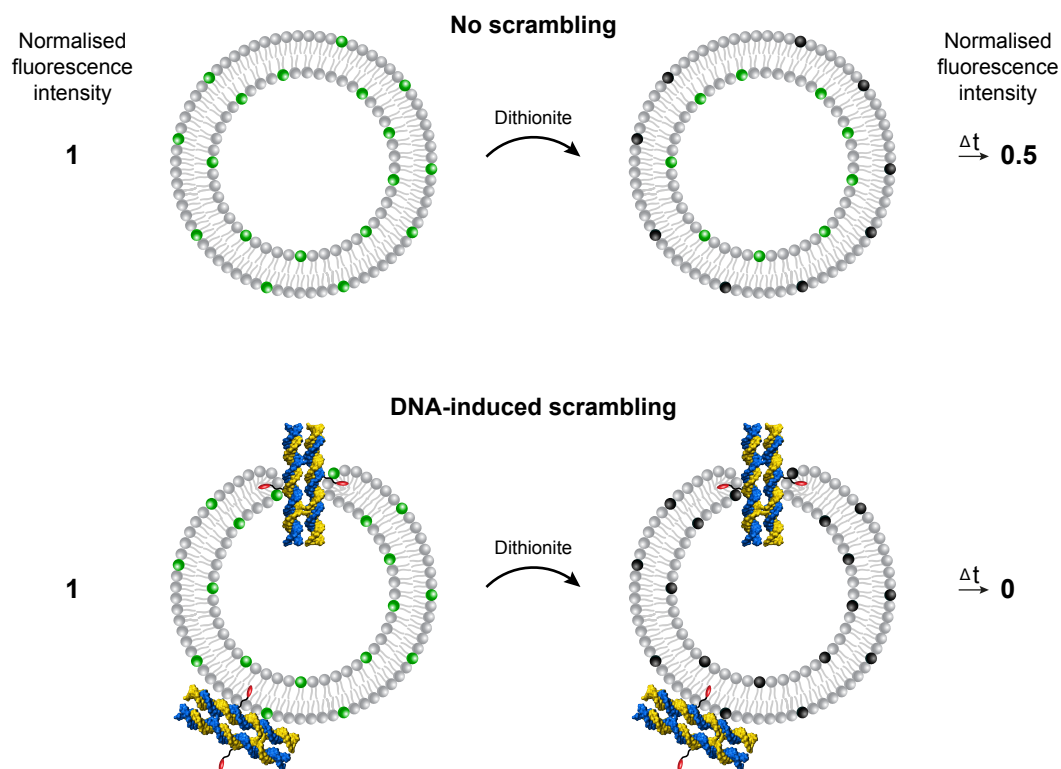 No scrambling
Normalised
fluorescence
intensity
1
Dithionite
Normalised
fluorescence
intensity
Δt
0.5
DNA-induced scrambling
1
Dithionite
Δt
0